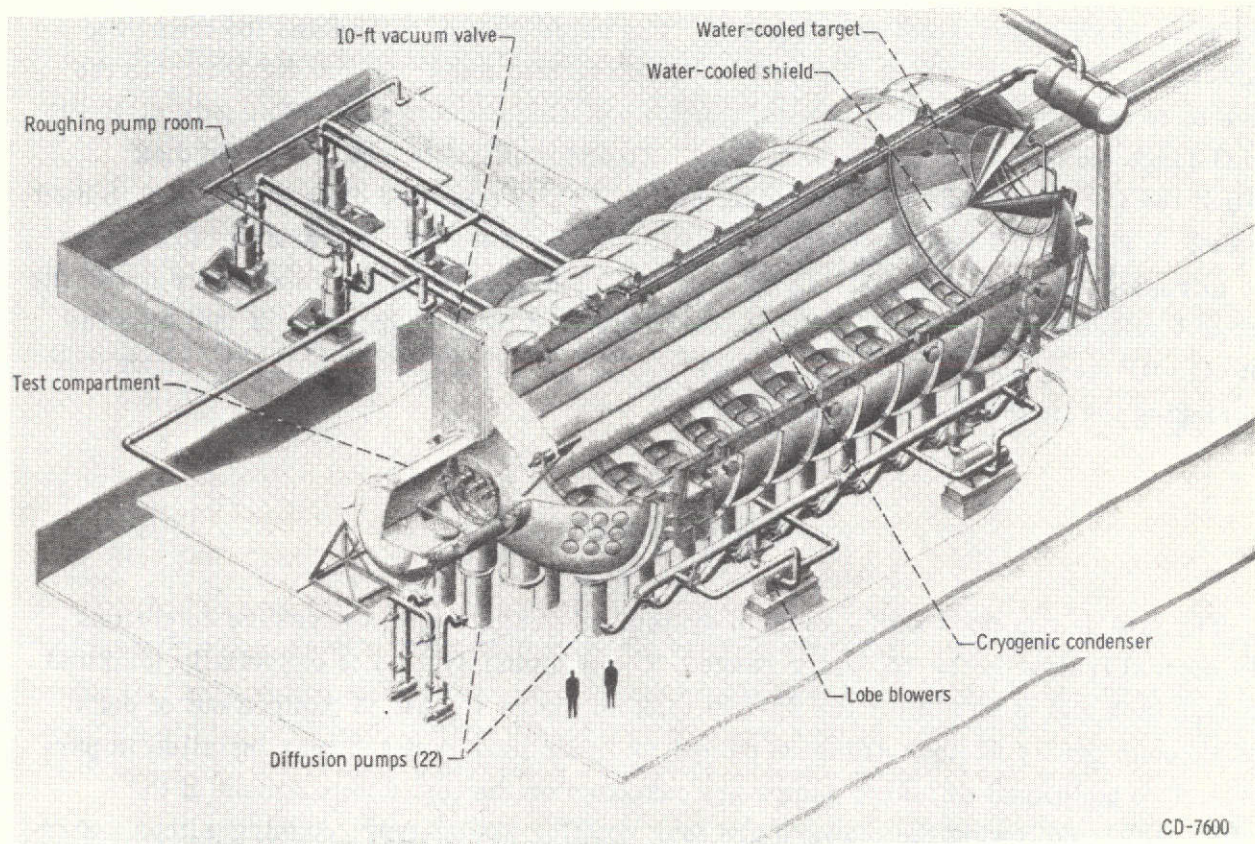 10-ft vacuum valve
Water-cooled target
Water-cooled shield
Roughing pump room
Test compartment
Cryogenic condenser
Lobe blowers
Diffusion pumps (22)
CD-7600